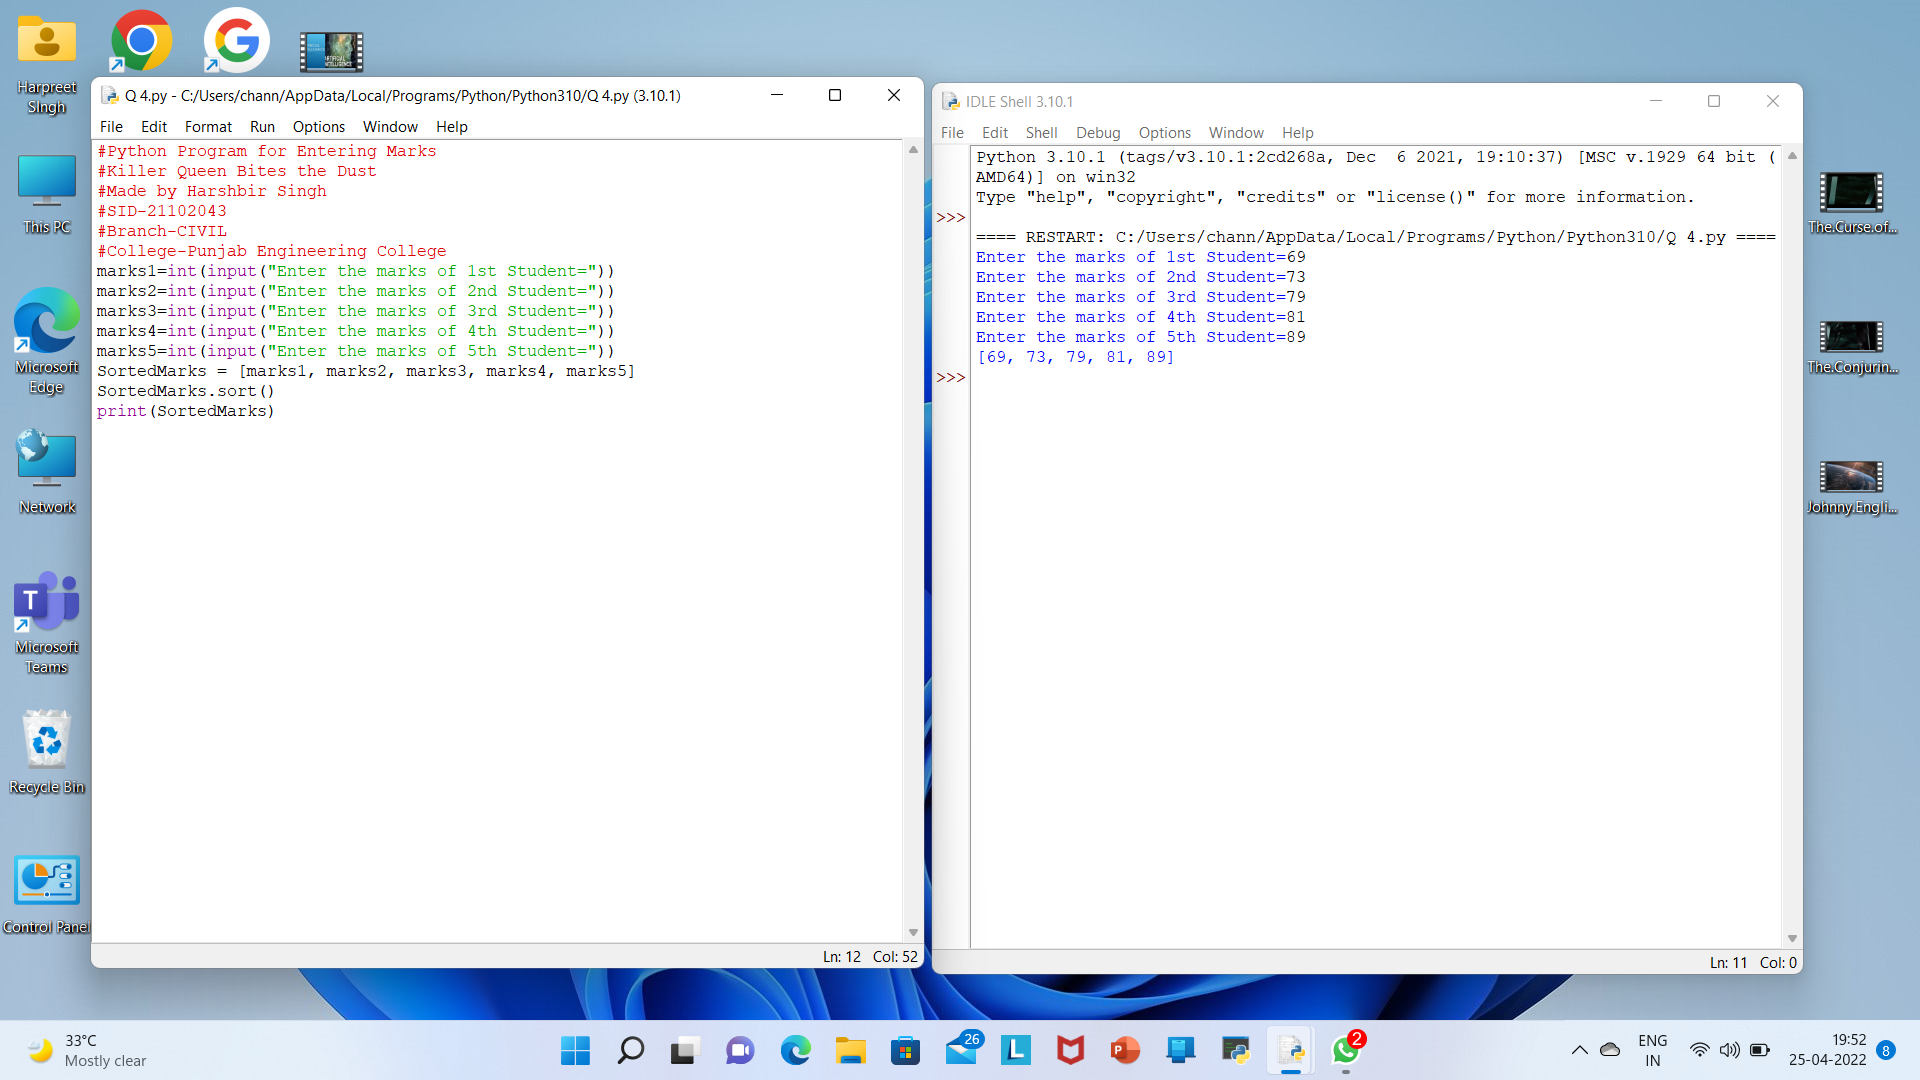 Harpreet
SIngh
This PC
Microsoft
Edge
Network
Microsoft
Teams
Recycle Bin
Control Panel
Q 4.py - C:/Users/chann/AppData/Local/Programs/Python/Python310/Q 4.py (3.10.1)
File Edit Format Run Options Window Help
#Python Program for Entering Marks
#Killer Queen Bites the Dust
#Made by Harshbir Singh
#SID-21102043
#Branch-CIVIL
#College-Punjab Engineering College
marks1=int(input("Enter the marks of 1st Student="))
marks2=int(input("Enter the marks of 2nd Student="))
marks3=int(input("Enter the marks of 3rd Student="))
marks4=int(input("Enter the marks of 4th Student="))
marks5=int(input("Enter the marks of 5th Student="))
SortedMarks = [marks1, marks2, marks3, marks4, marks5]
SortedMarks.sort()
print(SortedMarks)
Ln: 12 Col: 52
IDLE Shell 3.10.1
File Edit Shell Debug Options Window Help
Python 3.10.1 (tags/v3.10.1:2cd268a, Dec  6 2021, 19:10:37) [MSC v.1929 64 bit (
AMD64)] on win32
Type "help", "copyright", "credits" or "license()" for more information.
>>>
==== RESTART: C:/Users/chann/AppData/Local/Programs/Python/Python310/Q 4.py ====
Enter the marks of 1st Student=69
Enter the marks of 2nd Student=73
Enter the marks of 3rd Student=79
Enter the marks of 4th Student=81
Enter the marks of 5th Student=89
[69, 73, 79, 81, 89]
>>>
Ln: 11 Col: 0
The.Curse.of...
The.Conjurin...
Johnny.Engli...
33°C
Mostly clear
26
2
ENG
IN
19:52
25-04-2022
8